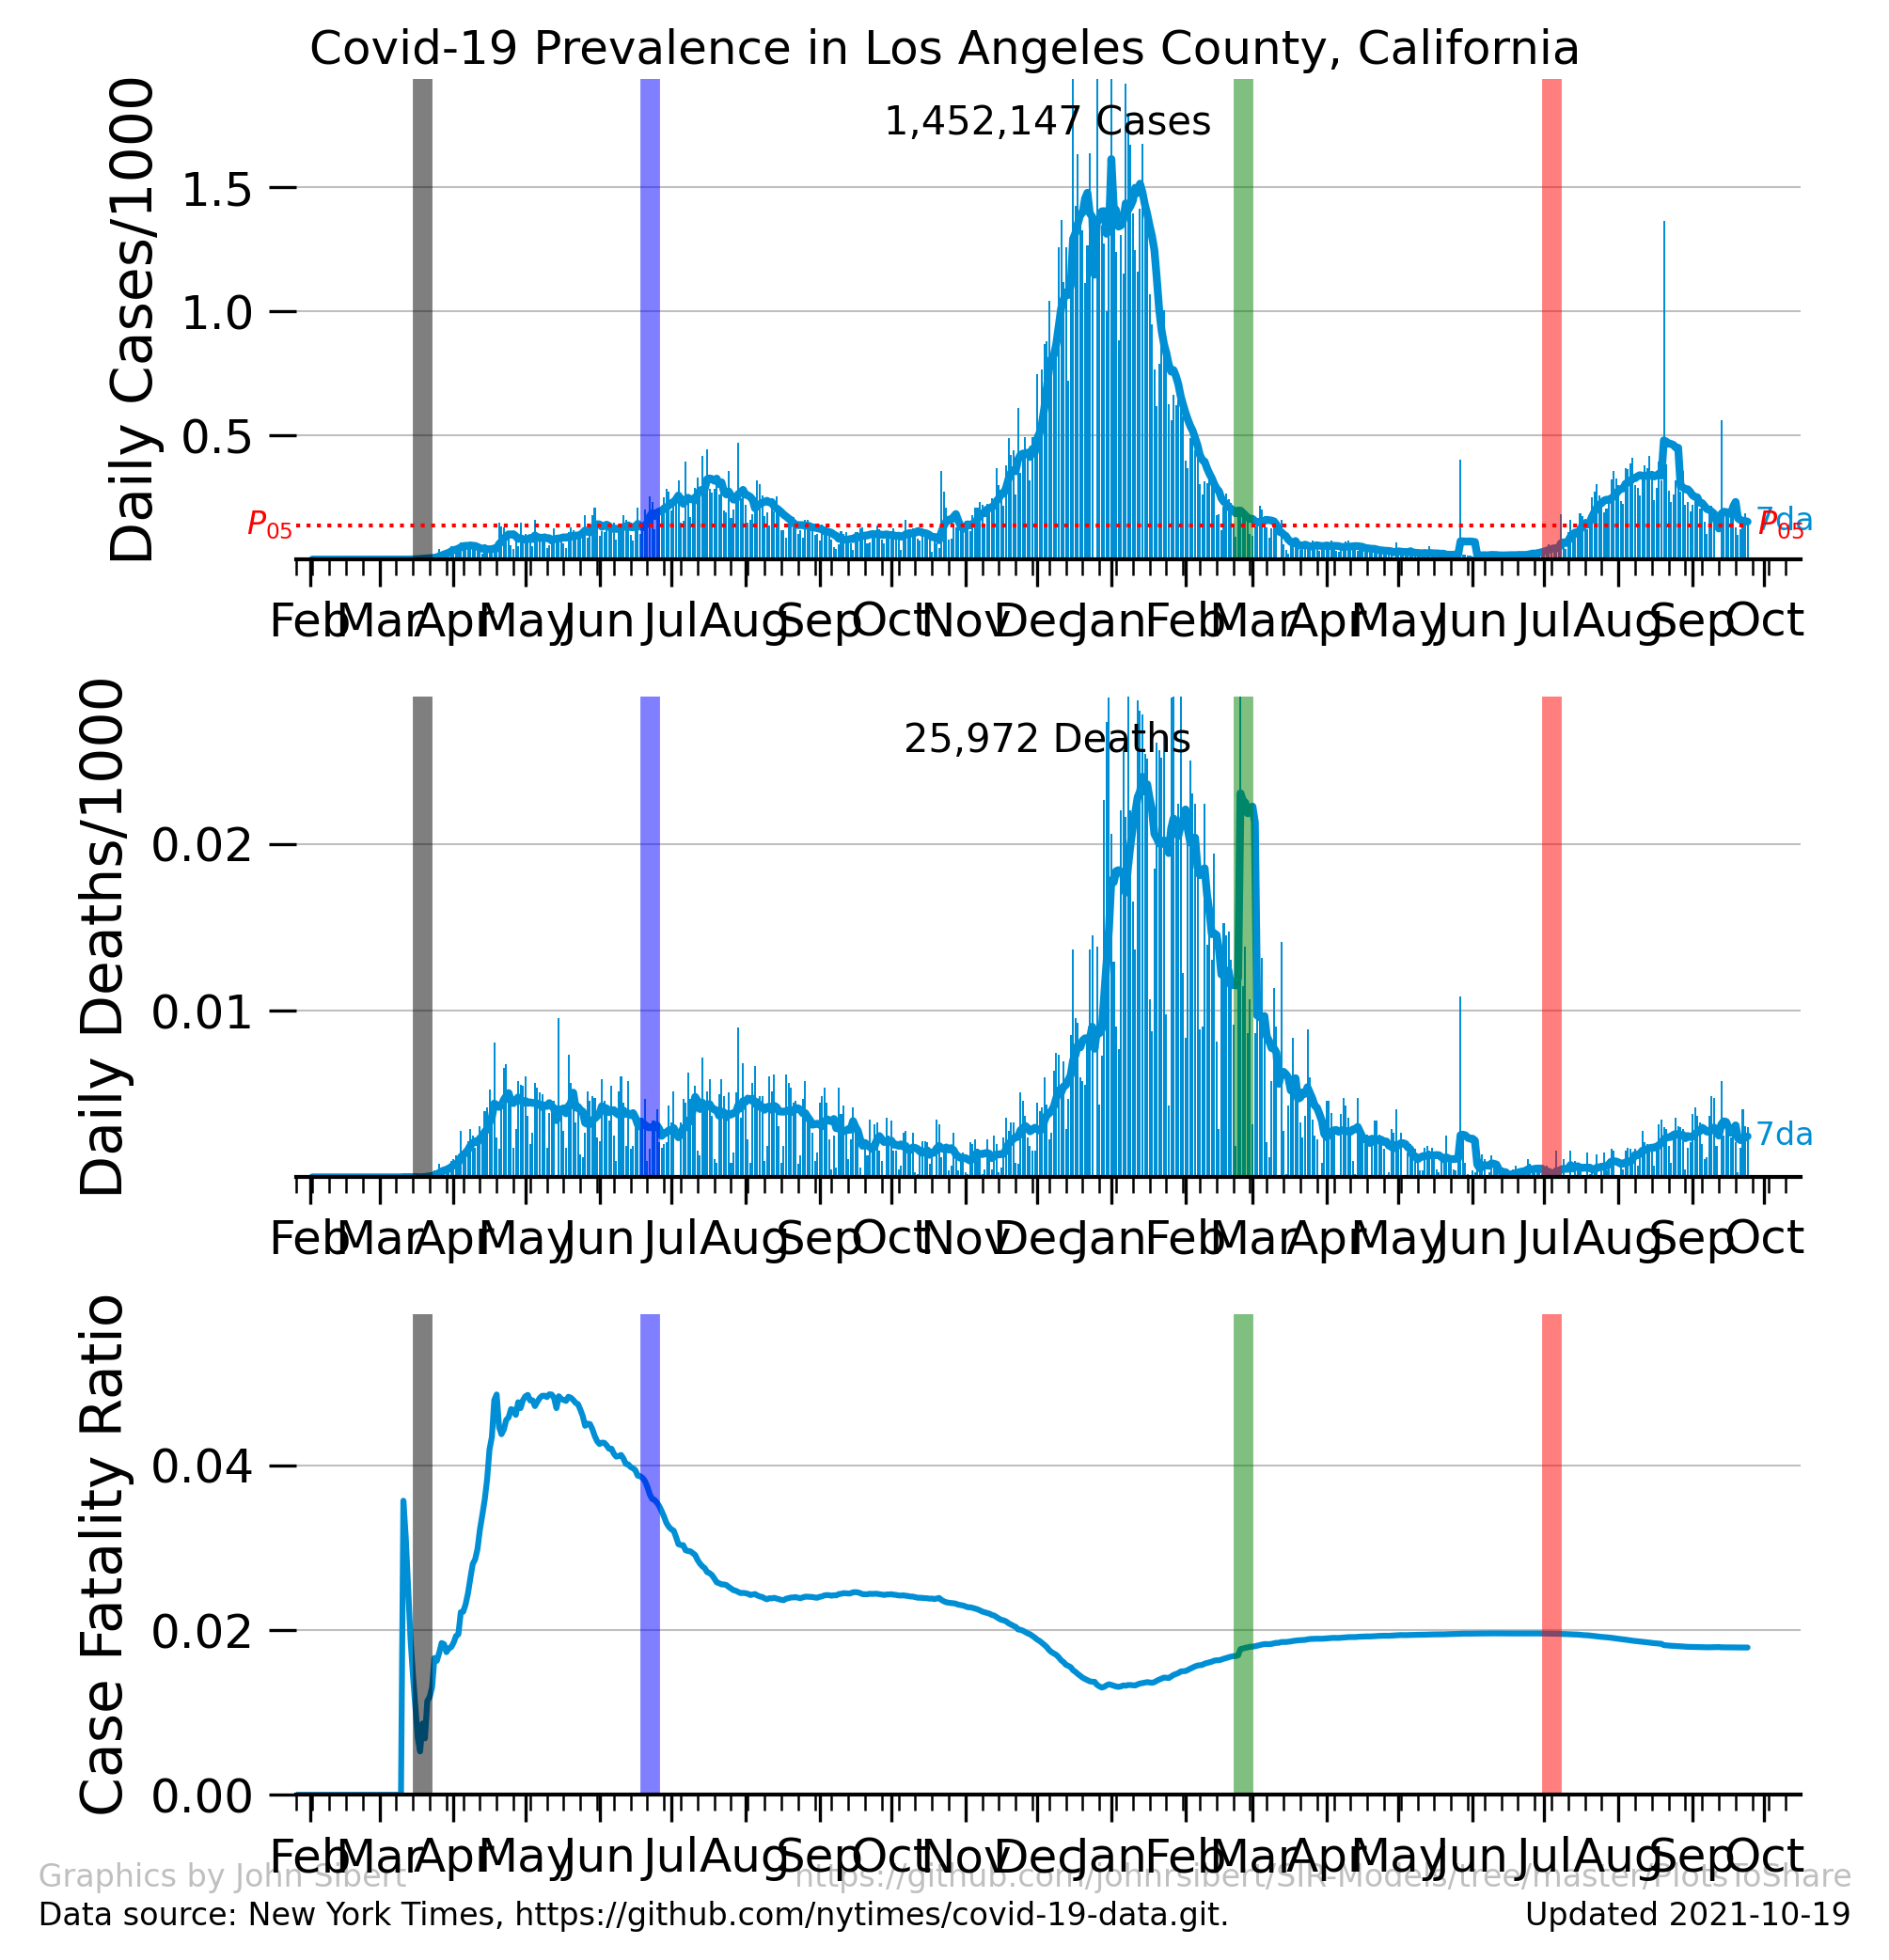 Covid-19 Prevalence in Los Angeles County, California
1,452,147 Cases
Daily Cases/1000
1.5
1.0
0.5
P05
7da
P05
Feb Mar Apr May Jun Jul Aug Sep Oct Nov Dec Jan Feb Mar Apr May Jun Jul Aug Sep Oct
25,972 Deaths
Daily Deaths/1000
0.02
0.01
7da
Feb Mar Apr May Jun Jul Aug Sep Oct Nov Dec Jan Feb Mar Apr May Jun Jul Aug Sep Oct
Case Fatality Ratio
0.04
0.02
0.00
Feb Mar Apr May Jun Jul Aug Sep Oct Nov Dec Jan Feb Mar Apr May Jun Jul Aug Sep Oct
Graphics by John Sibert https://github.com/johnrsibert/SIR-Models/tree/master/PlotsToShare
Data source: New York Times, https://github.com/nytimes/covid-19-data.git. Updated 2021-10-19